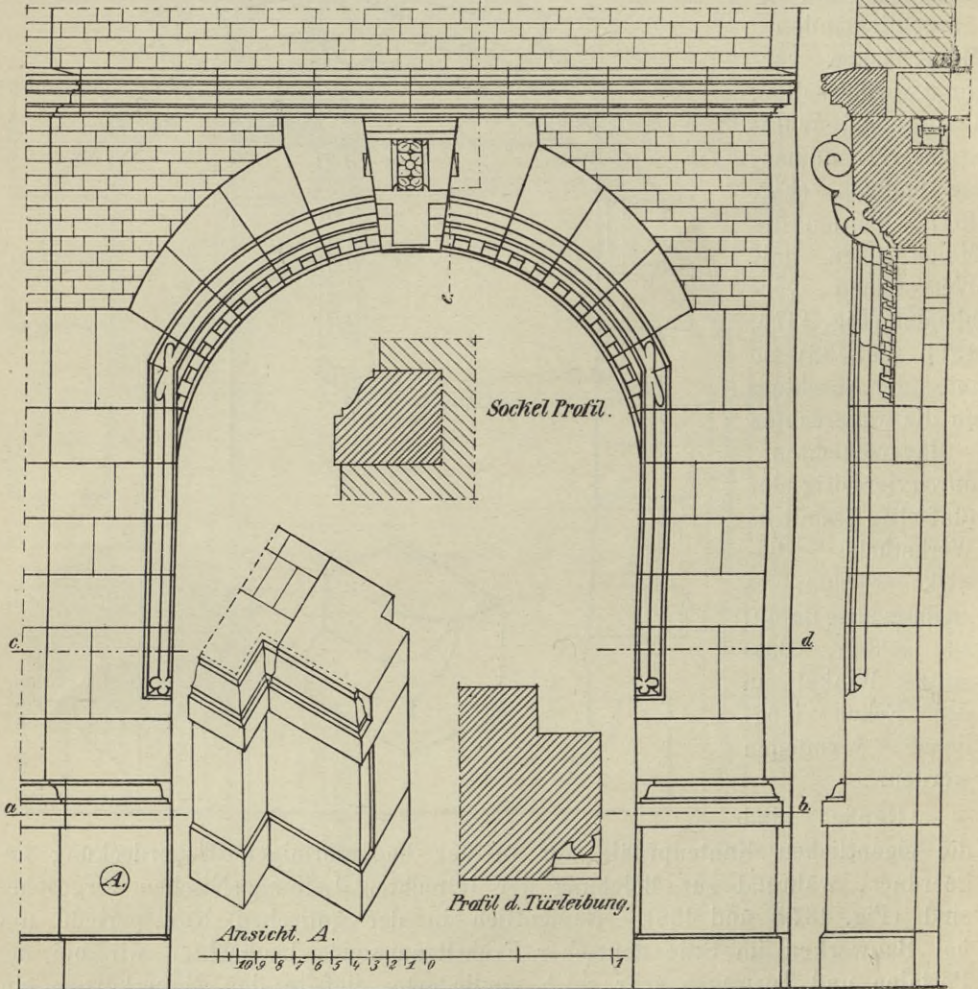 e.
Sockel Profil.
c.
d.
a
b.
A.
Profil d. Türleibung.
Ansicht. A.
10 9 8 7 6 5 4 3 2 1 0
1